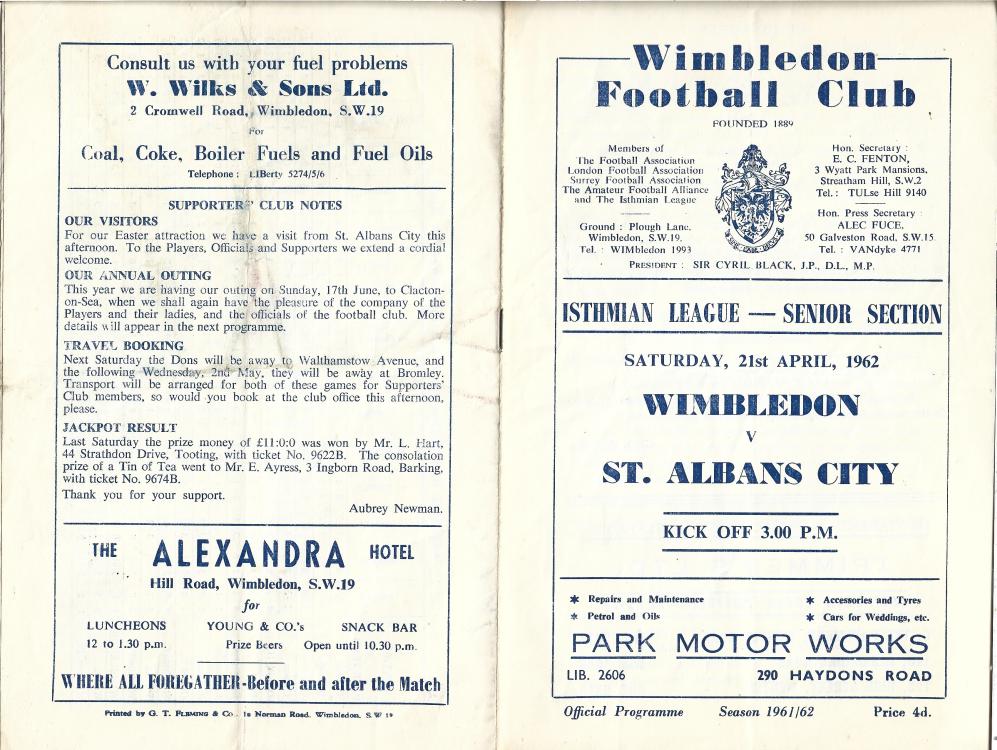 Consult us with your fuel problems
W. Wilks & Sons Ltd.
2 Cromwell Road, Wimbledon, S.W.19
For
Coal, Coke, Boiler Fuels and Fuel Oils
Telephone : LIBerty 5274/5/6
SUPPORTERS' CLUB NOTES
OUR VISITORS
For our Easter attraction we have a visit from St. Albans City this
afternoon. To the Players, Officials and Supporters we extend a cordial
welcome.
OUR ANNUAL OUTING
This year we are having our outing on Sunday, 17th June, to Clacton-
on-Sea, when we shall again have the pleasure of the company of the
Players and their ladies, and the officials of the football club. More
details will appear in the next programme.
TRAVEL BOOKING
Next Saturday the Dons will be away to Walthamstow Avenue, and
the following Wednesday, 2nd May, they will be away at Bromley.
Transport will be arranged for both of these games for Supporters'
Club members, so would you book at the club office this afternoon,
please.
JACKPOT RESULT
Last Saturday the prize money of £11:0:0 was won by Mr. L. Hart,
44 Strathdon Drive, Tooting, with ticket No. 9622B. The consolation
prize of a Tin of Tea went to Mr. E. Ayress, 3 Ingborn Road, Barking,
with ticket No. 9674B.
Thank you for your support.
Aubrey Newman.
THE ALEXANDRA HOTEL
Hill Road, Wimbledon, S.W.19
for
LUNCHEONS YOUNG & CO.'s SNACK BAR
12 to 1.30 p.m. Prize Beers Open until 10.30 p.m.
WHERE ALL FOREGATHER-Before and after the Match
Printed by G. T. FLEMING & Co., 1a Norman Road, Wimbledon, S.W 19
Wimbledon
Football Club
FOUNDED 1889
Members of
The Football Association
London Football Association
Surrey Football Association
The Amateur Football Alliance
and The Isthmian League
Ground : Plough Lane,
Wimbledon, S.W.19.
Tel. : WIMbledon 1993
Hon. Secretary :
E. C. FENTON,
3 Wyatt Park Mansions,
Streatham Hill, S.W.2
Tel.: TULse Hill 9140
Hon. Press Secretary :
ALEC FUCE,
50 Galveston Road, S.W.15
Tel. : VANdyke 4771
PRESIDENT : SIR CYRIL BLACK, J.P., D.L., M.P.
ISTHMIAN LEAGUE — SENIOR SECTION
SATURDAY, 21st APRIL, 1962
WIMBLEDON
V
ST. ALBANS CITY
KICK OFF 3.00 P.M.
* Repairs and Maintenance * Accessories and Tyres
* Petrol and Oils * Cars for Weddings, etc.
PARK MOTOR WORKS
LIB. 2606 290 HAYDONS ROAD
Official Programme Season 1961/62 Price 4d.